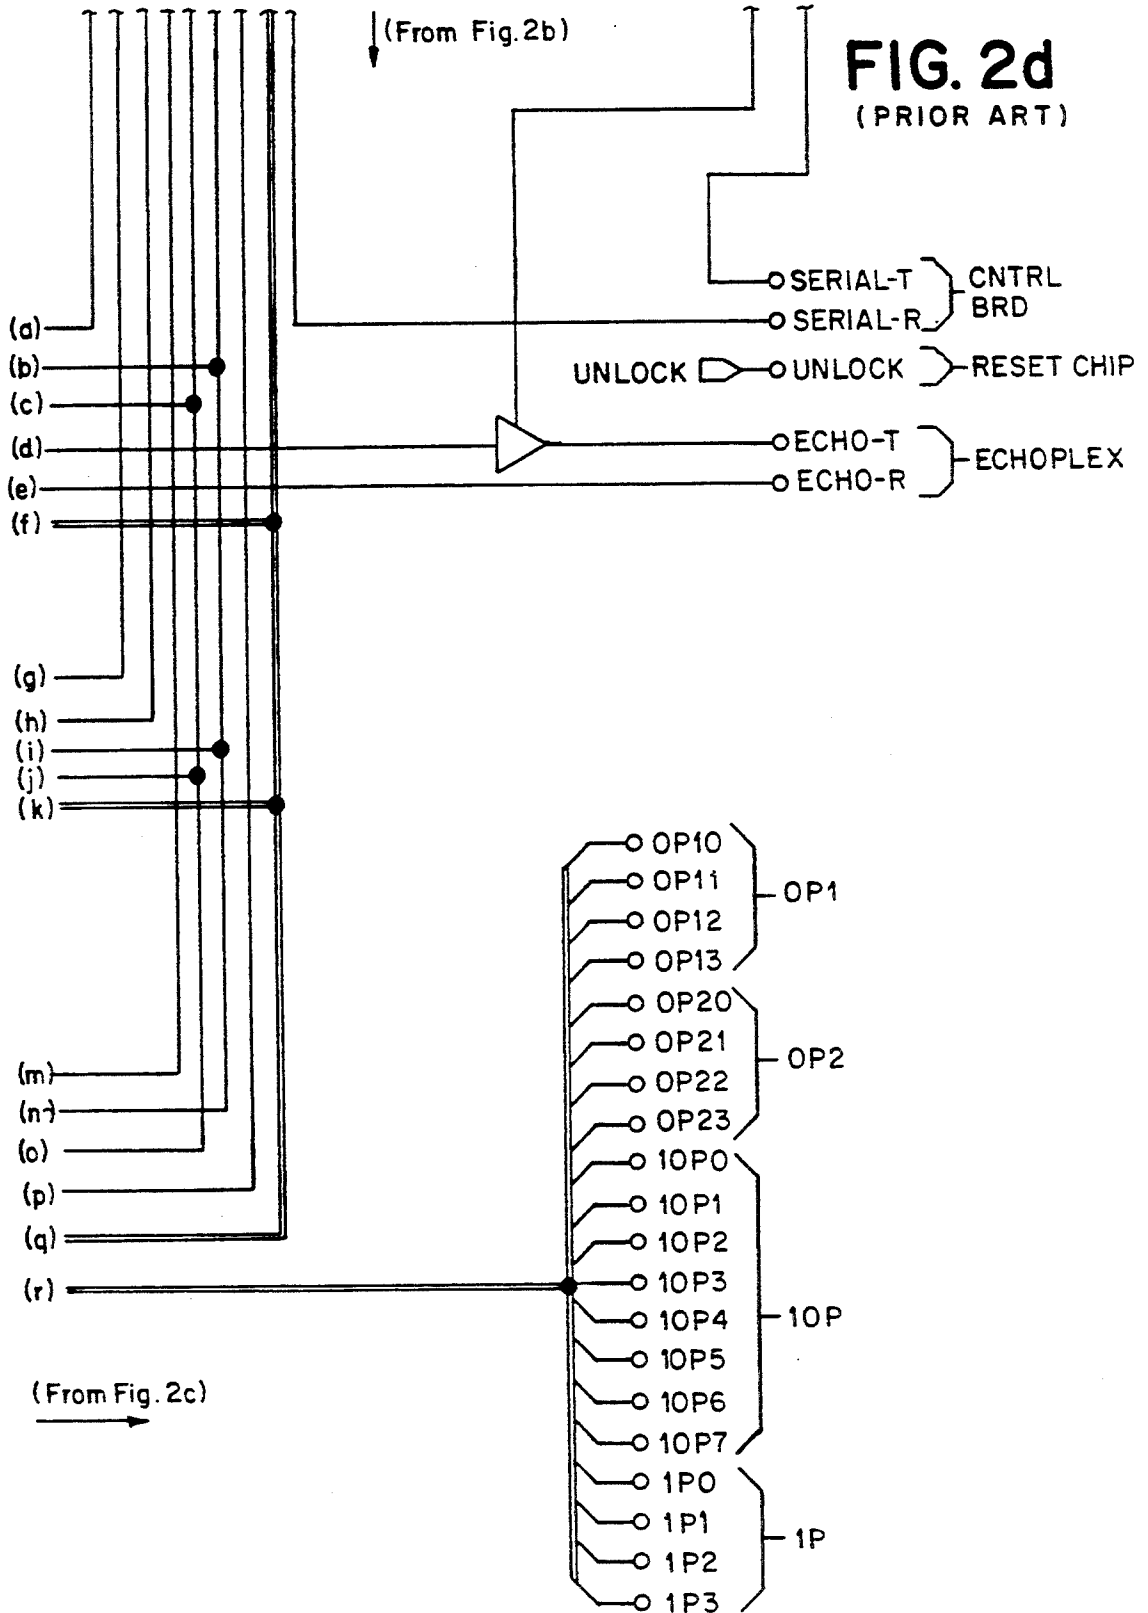 (From Fig. 2b)
FIG. 2d
(PRIOR ART)
SERIAL-T
CNTRL
BRD
SERIAL-R
UNLOCK
UNLOCK
RESET CHIP
ECHO-T
ECHOPLEX
ECHO-R
(a)
(b)
(c)
(d)
(e)
(f)
(g)
(h)
(i)
(j)
(k)
(m)
(n)
(o)
(p)
(q)
(r)
(From Fig. 2c)
OP10
OP11
OP12
OP13
OP1
OP20
OP21
OP22
OP23
OP2
10P0
10P1
10P2
10P3
10P4
10P5
10P6
10P7
10P
1P0
1P1
1P2
1P3
1P